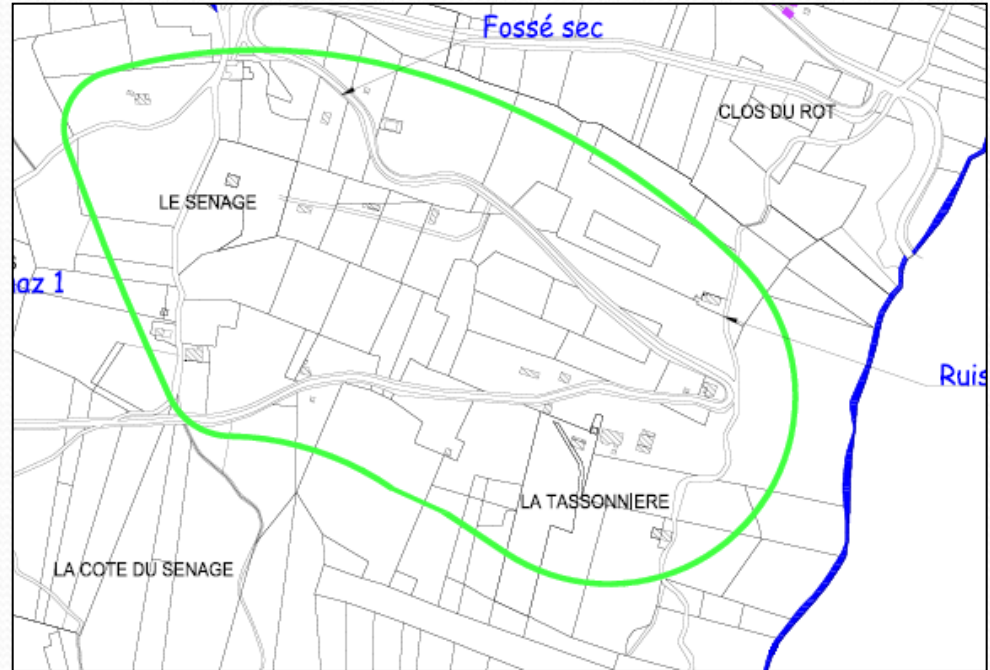 Fossé sec
CLOS DU ROT
LE SENAGE
az 1
Ruis
LA TASSONNIERE
LA COTE DU SENAGE